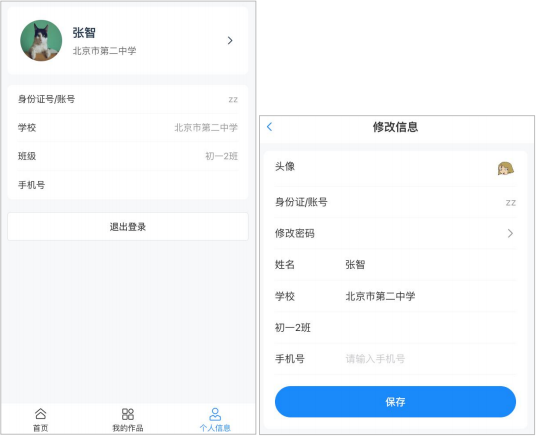 张智
北京市第二中学
身份证号/账号 zz
学校 北京市第二中学
班级 初一2班
手机号
退出登录
首页 我的作品 个人信息
修改信息
头像
身份证/账号 zz
修改密码
姓名 张智
学校 北京市第二中学
初一2班
手机号 请输入手机号
保存